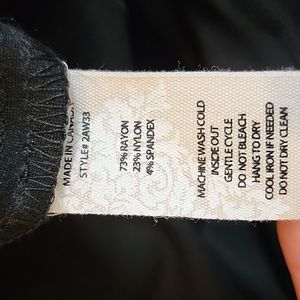 MADE IN CANADA
STYLE# 2AW33
73% RAYON
23% NYLON
4% SPANDEX
MACHINE WASH COLD
INSIDE OUT
GENTLE CYCLE
DO NOT BLEACH
HANG TO DRY
COOL IRON IF NEEDED
DO NOT DRY CLEAN